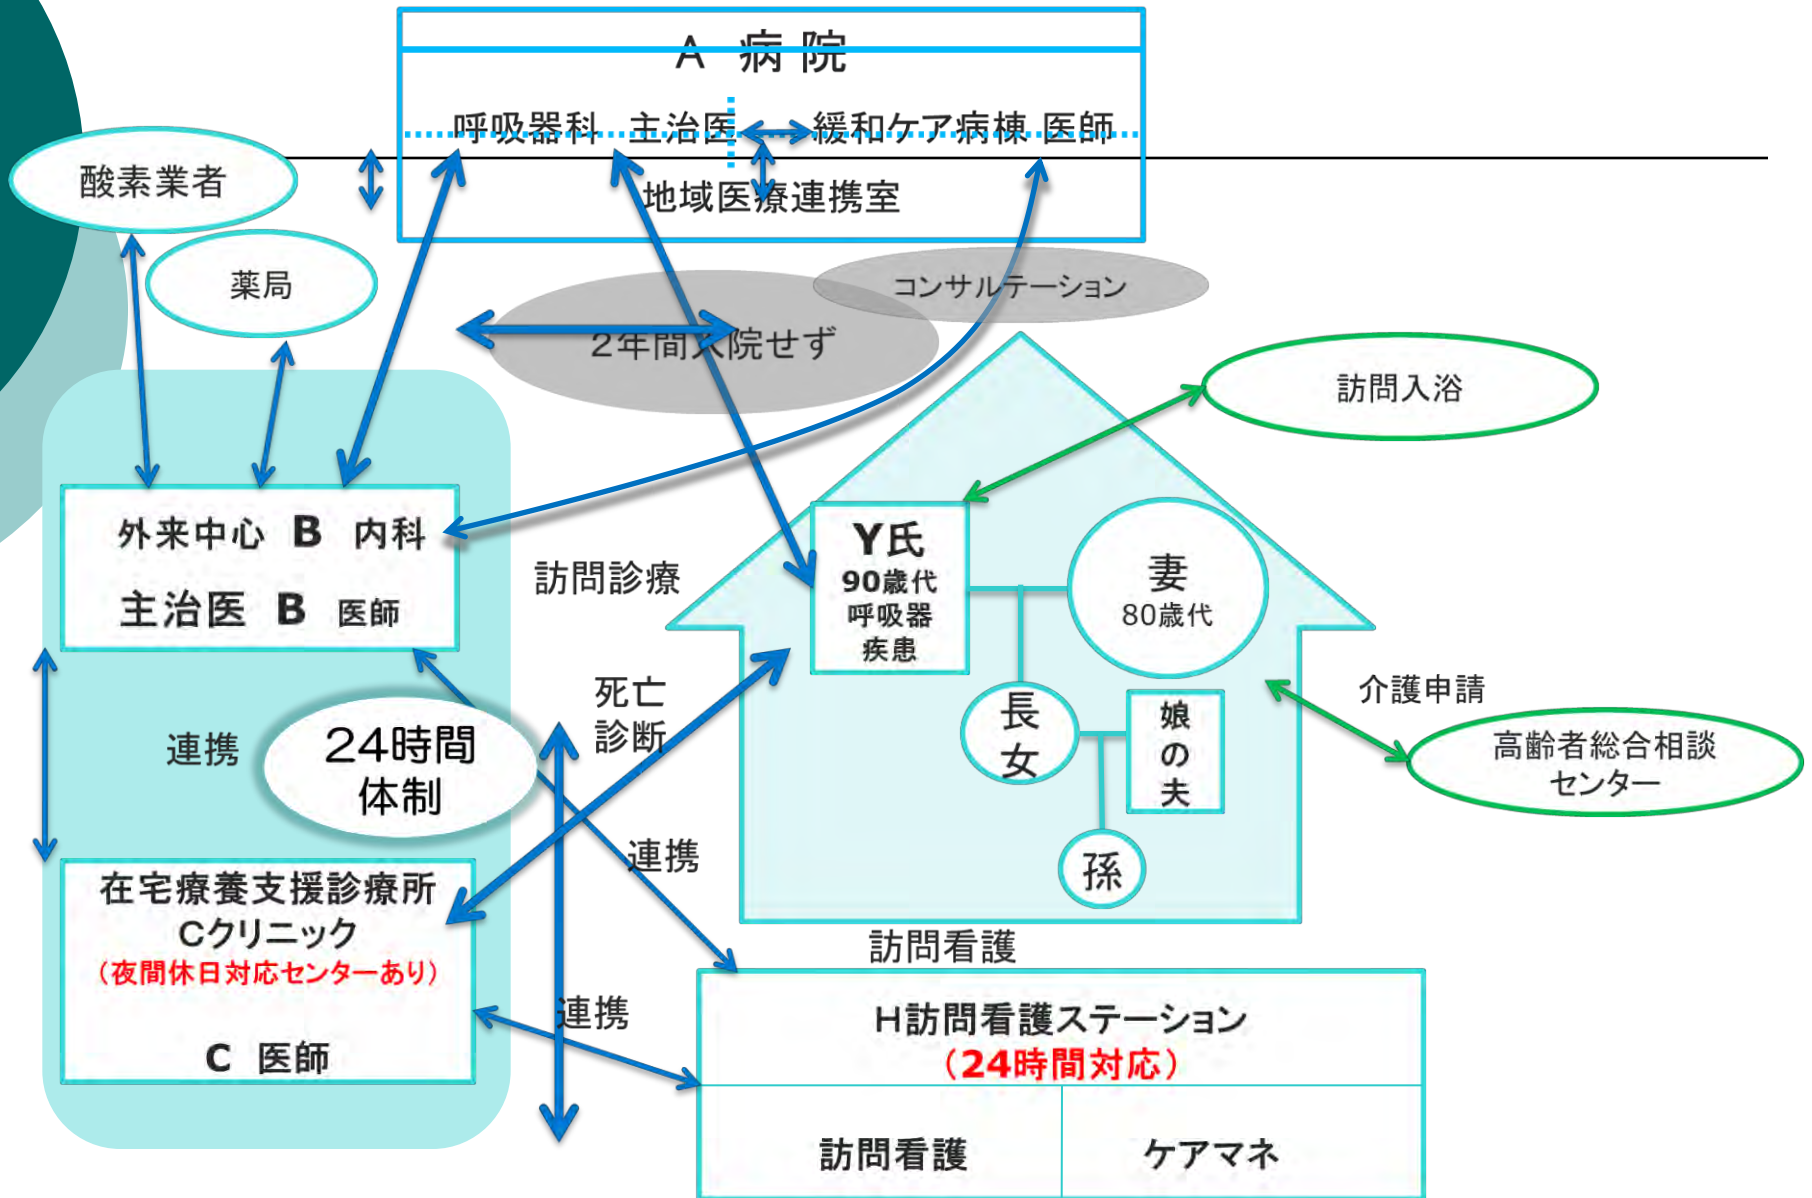 A 病院
呼吸器科 主治医
緩和ケア病棟 医師
地域医療連携室
酸素業者
薬局
コンサルテーション
2年間入院せず
訪問入浴
外来中心 B 内科
主治医 B 医師
訪問診療
Y氏
90歳代
呼吸器
疾患
妻
80歳代
長
女
娘
の
夫
孫
介護申請
高齢者総合相談
センター
死亡
診断
連携
24時間
体制
連携
在宅療養支援診療所
Cクリニック
(夜間休日対応センターあり)
C 医師
連携
訪問看護
H訪問看護ステーション
(24時間対応)
訪問看護
ケアマネ